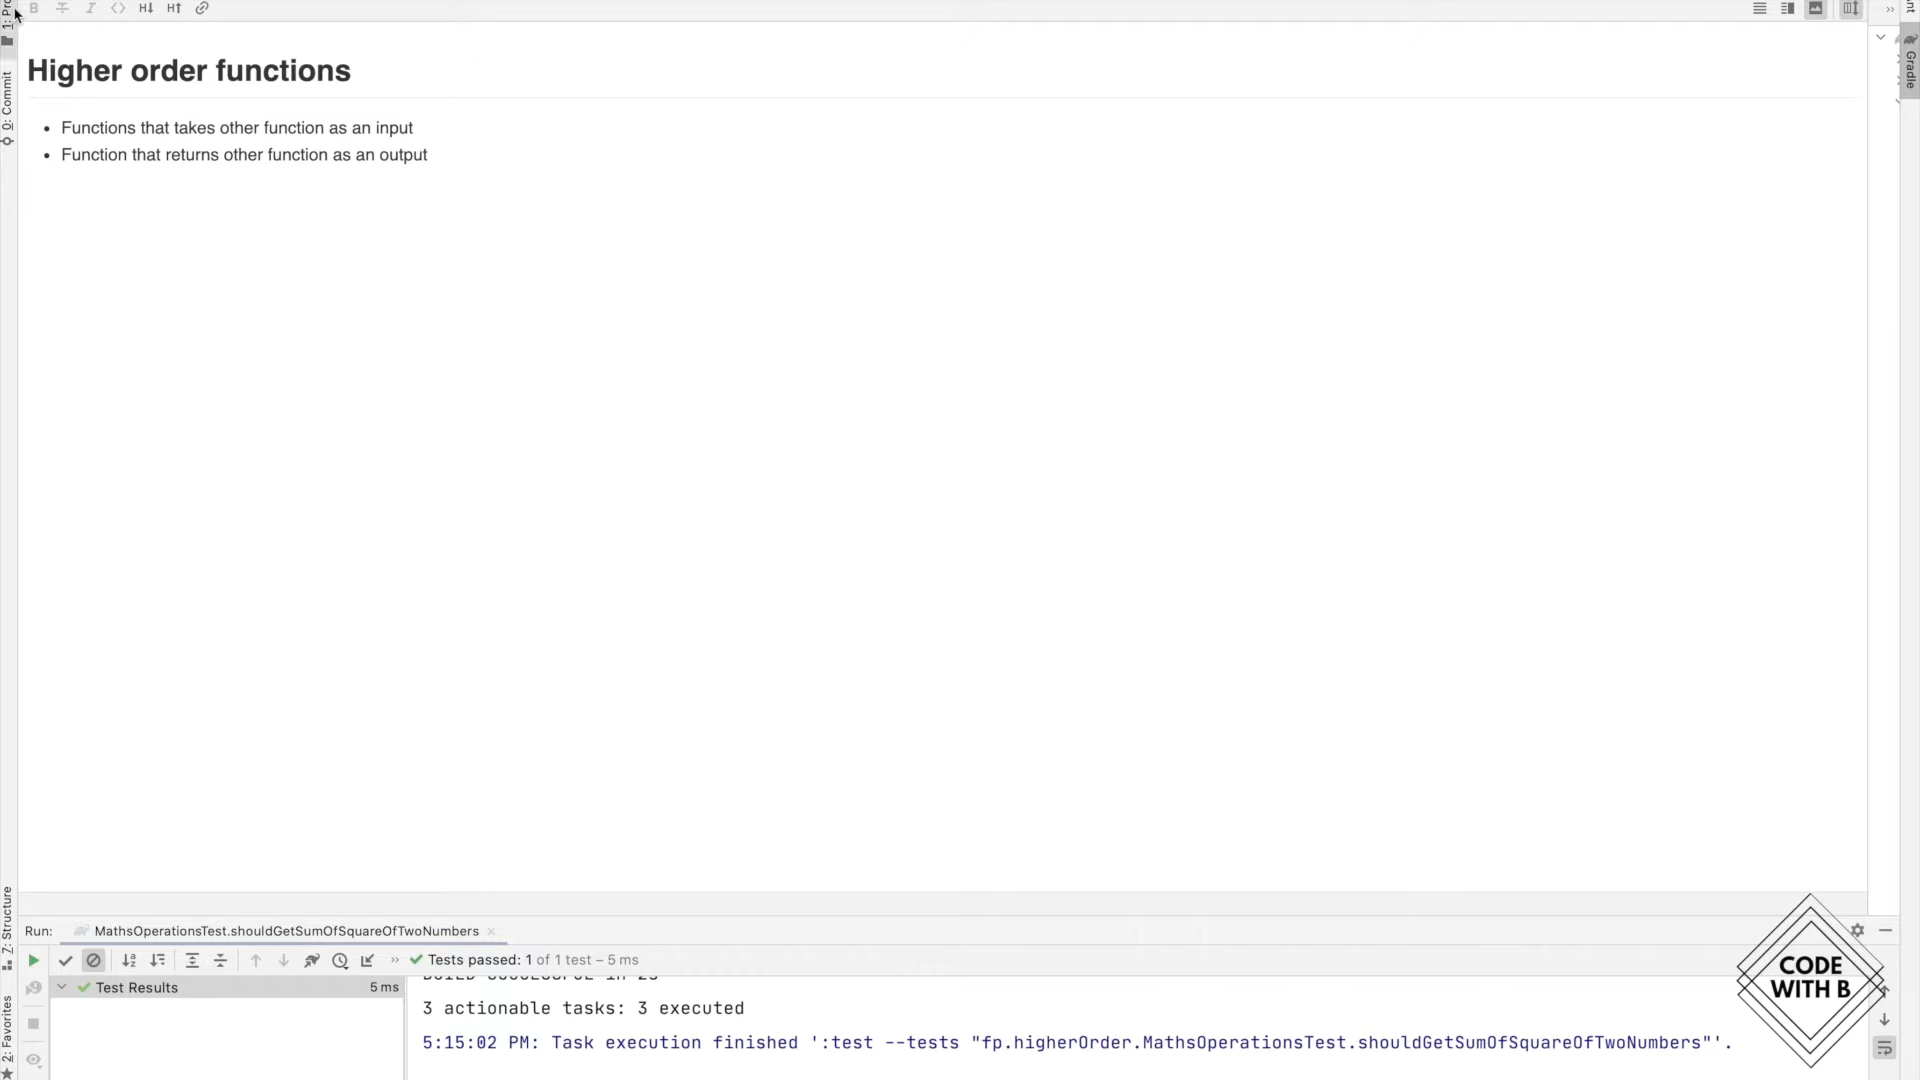 Higher order functions
Functions that takes other function as an input
Function that returns other function as an output
0: Commit
Gradle
7: Structure
2: Favorites
Run: MathsOperationsTest.shouldGetSumOfSquareOfTwoNumbers
Tests passed: 1 of 1 test – 5 ms
Test Results 5 ms
3 actionable tasks: 3 executed
5:15:02 PM: Task execution finished ':test --tests "fp.higherOrder.MathsOperationsTest.shouldGetSumOfSquareOfTwoNumbers"'.
CODE
WITH B